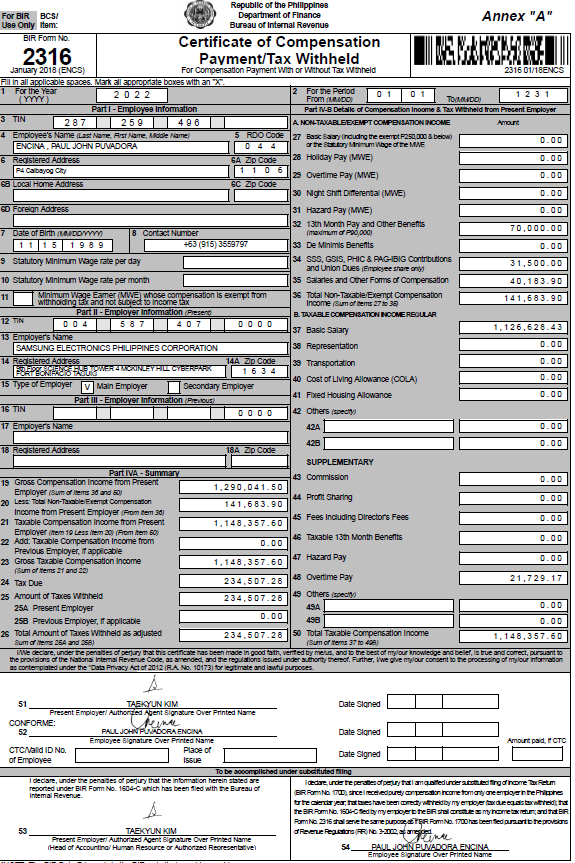 Republic of the Philippines
Department of Finance
Bureau of Internal Revenue
For BIR Use Only
BCS/ Item:
Annex "A"
BIR Form No.
2316
January 2018 (ENCS)
Certificate of Compensation
Payment/Tax Withheld
For Compensation Payment With or Without Tax Withheld
2316 01/18ENCS
Fill in all applicable spaces. Mark all appropriate boxes with an "X".
1 For the Year (YYYY) 2022
2 For the Period From (MM/DD) 01 01 To (MM/DD) 1231
Part I - Employee Information
3 TIN 287 259 496
4 Employee's Name (Last Name, First Name, Middle Name)
ENCINA , PAUL JOHN PUVADORA
5 RDO Code
044
6 Registered Address
P4 Calbayog City
6A Zip Code
1106
6B Local Home Address
6C Zip Code
6D Foreign Address
7 Date of Birth (MM/DD/YYYY)
11 15 1989
8 Contact Number
+63 (915) 3559797
9 Statutory Minimum Wage rate per day
10 Statutory Minimum Wage rate per month
11 Minimum Wage Earner (MWE) whose compensation is exempt from
withholding tax and not subject to income tax
Part II - Employer Information (Present)
12 TIN 004 587 407 0000
13 Employer's Name
SAMSUNG ELECTRONICS PHILIPPINES CORPORATION
14 Registered Address
9th Floor SCIENCE HUB TOWER 4 MCKINLEY HILL CYBERPARK
FORT BONIFACIO TAGUIG
14A Zip Code
1634
15 Type of Employer V Main Employer Secondary Employer
Part III - Employer Information (Previous)
16 TIN 0000
17 Employer's Name
18 Registered Address
18A Zip Code
Part IVA - Summary
19 Gross Compensation Income from Present
Employer (Sum of Items 36 and 50) 1,290,041.50
20 Less: Total Non-Taxable/Exempt Compensation
Income from Present Employer (From Item 36) 141,683.90
21 Taxable Compensation Income from Present
Employer (Item 19 Less Item 20) (From Item 50) 1,148,357.60
22 Add: Taxable Compensation Income from
Previous Employer, if applicable 0.00
23 Gross Taxable Compensation Income
(Sum of Items 21 and 22) 1,148,357.60
24 Tax Due 234,507.28
25 Amount of Taxes Withheld
25A Present Employer 234,507.28
25B Previous Employer, if applicable 0.00
26 Total Amount of Taxes Withheld as adjusted
(Sum of Items 25A and 25B) 234,507.28
Part IV-B Details of Compensation Income & Tax Withheld from Present Employer
A. NON-TAXABLE/EXEMPT COMPENSATION INCOME Amount
27 Basic Salary (including the exempt P250,000 & below)
or the Statutory Minimum Wage of the MWE 0.00
28 Holiday Pay (MWE) 0.00
29 Overtime Pay (MWE) 0.00
30 Night Shift Differential (MWE) 0.00
31 Hazard Pay (MWE) 0.00
32 13th Month Pay and Other Benefits
(maximum of P90,000) 70,000.00
33 De Minimis Benefits 0.00
34 SSS, GSIS, PHIC & PAG-IBIG Contributions
and Union Dues (Employee share only) 31,500.00
35 Salaries and Other Forms of Compensation 40,183.90
36 Total Non-Taxable/Exempt Compensation
Income (Sum of Items 27 to 35) 141,683.90
B. TAXABLE COMPENSATION INCOME REGULAR
37 Basic Salary 1,126,628.43
38 Representation 0.00
39 Transportation 0.00
40 Cost of Living Allowance (COLA) 0.00
41 Fixed Housing Allowance 0.00
42 Others (specify)
42A 0.00
42B 0.00
SUPPLEMENTARY
43 Commission 0.00
44 Profit Sharing 0.00
45 Fees Including Director's Fees 0.00
46 Taxable 13th Month Benefits 0.00
47 Hazard Pay 0.00
48 Overtime Pay 21,729.17
49 Others (specify)
49A 0.00
49B 0.00
50 Total Taxable Compensation Income
(Sum of Items 37 to 49B) 1,148,357.60
I/We declare, under the penalties of perjury that this certificate has been made in good faith, verified by me/us, and to the best of my/our knowledge and belief, is true and correct, pursuant to
the provisions of the National Internal Revenue Code, as amended, and the regulations issued under authority thereof. Further, I/we give my/our consent to the processing of my/our information
as contemplated under the "Data Privacy Act of 2012 (R.A. No. 10173) for legitimate and lawful purposes.
51 TAEKYUN KIM
Present Employer/ Authorized Agent Signature Over Printed Name
Date Signed
CONFORME:
52 PAUL JOHN PUVADORA ENCINA
Employee Signature Over Printed Name
Date Signed
CTC/Valid ID No. of Employee
Place of Issue
Date Signed
Amount paid, if CTC
To be accomplished under substituted filing
I declare, under the penalties of perjury, that the information herein stated are
reported under BIR Form No. 1604-C which has been filed with the Bureau of
Internal Revenue.
53 TAEKYUN KIM
Present Employer/ Authorized Agent Signature Over Printed Name
(Head of Accounting/ Human Resource or Authorized Representative)
I declare, under the penalties of perjury that I am qualified under substituted filing of Income Tax Return
(BIR Form No. 1700), since I received purely compensation income from only one employer in the Philippines
for the calendar year; that taxes have been correctly withheld by my employer (tax due equals tax withheld); that
the BIR Form No. 1604-C filed by my employer to the BIR shall constitute as my income tax return; and that BIR
Form No. 2316 shall serve the same purpose as if BIR Form No. 1700 has been filed pursuant to the provisions
of Revenue Regulations (RR) No. 3-2002, as amended.
54 PAUL JOHN PUVADORA ENCINA
Employee Signature Over Printed Name